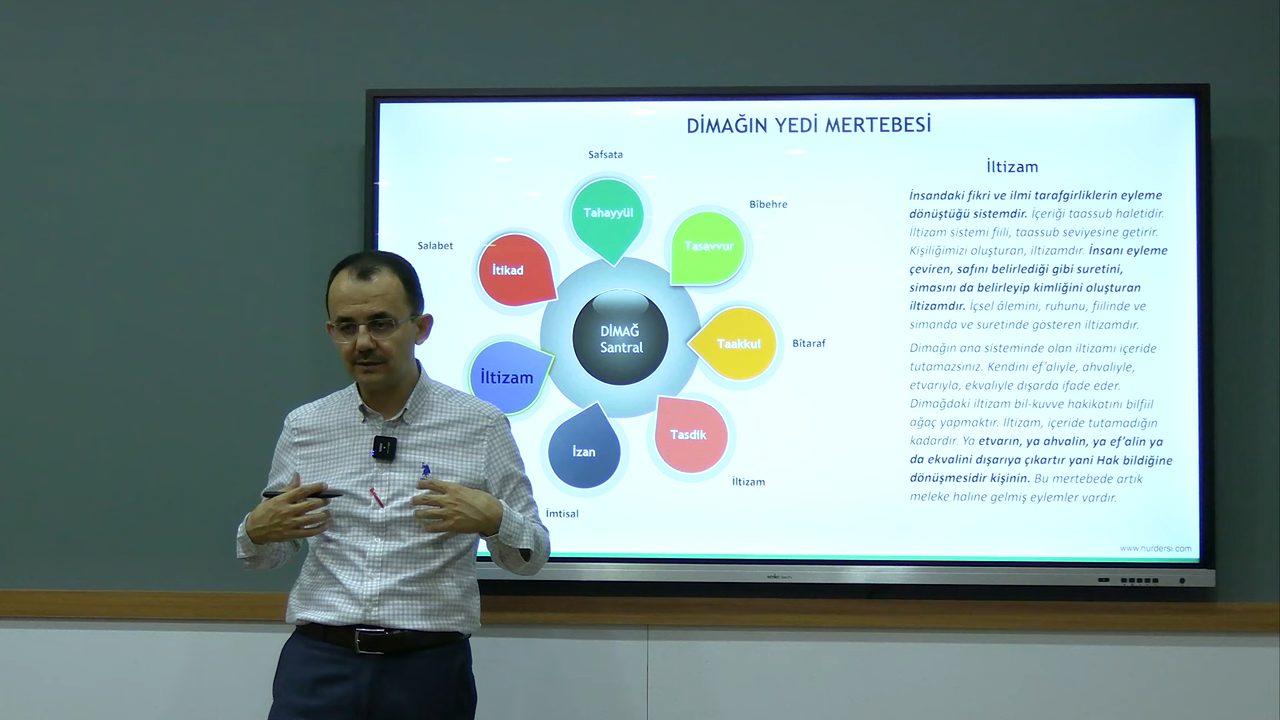 DİMAĞIN YEDİ MERTEBESİ
Safsata
Tahayyül
Bîbehre
Tasavvur
Salabet
İtikad
DİMAĞ
Santral
Taakkul
Bîtaraf
İltizam
Tasdik
İltizam
İzan
İmtisal
İltizam
İnsandaki fikri ve ilmi tarafgirliklerin eyleme
dönüştüğü sistemdir. İçeriği taassub haletidir.
İltizam sistemi fiili, taassub seviyesine getirir.
Kişiliğimizi oluşturan, iltizamdır. İnsanı eyleme
çeviren, safını belirlediği gibi suretini,
simasını da belirleyip kimliğini oluşturan
iltizamdır. İçsel âlemini, ruhunu, fiilinde ve
simanda ve suretinde gösteren iltizamdır.
Dimağın ana sisteminde olan iltizamı içeride
tutamazsınız. Kendini ef'aliyle, ahvaliyle,
etvarıyla, ekvaliyle dışarda ifade eder.
Dimağdaki iltizam bil-kuvve hakikatını bilfiil
ağaç yapmaktır. İltizam, içeride tutamadığın
kadardır. Ya etvarın, ya ahvalin, ya ef'alin ya
da ekvalini dışarıya çıkartır yani Hak bildiğine
dönüşmesidir kişinin. Bu mertebede artık
meleke haline gelmiş eylemler vardır.
www.nurdersi.com